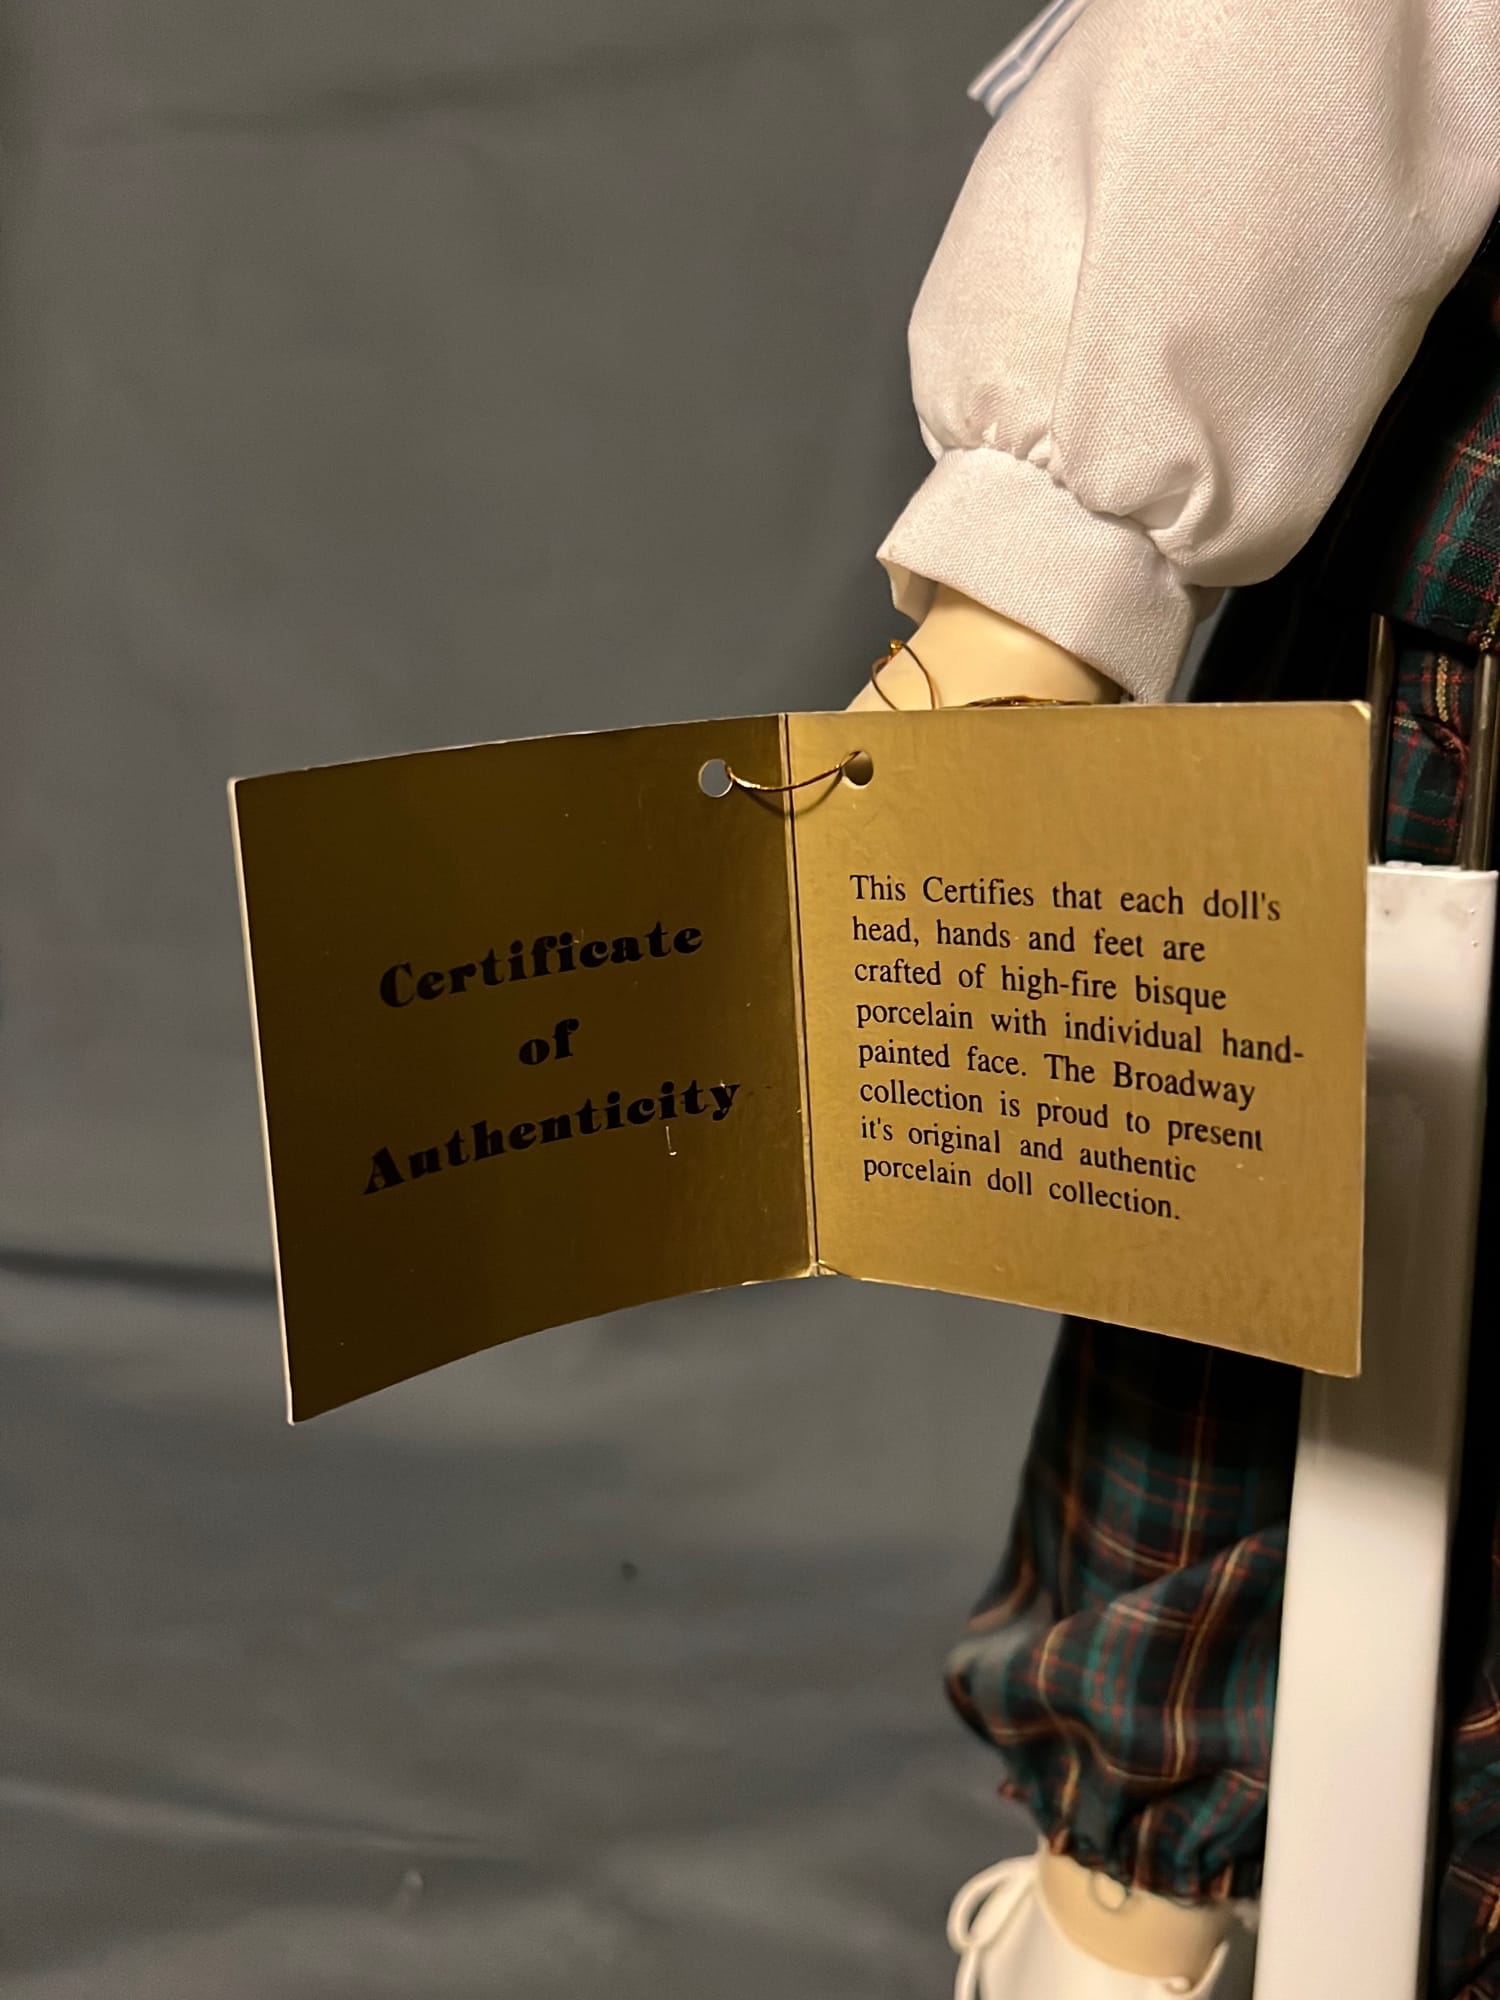 Certificate
of
Authenticity
This Certifies that each doll's
head, hands and feet are
crafted of high-fire bisque
porcelain with individual hand-
painted face. The Broadway
collection is proud to present
it's original and authentic
porcelain doll collection.